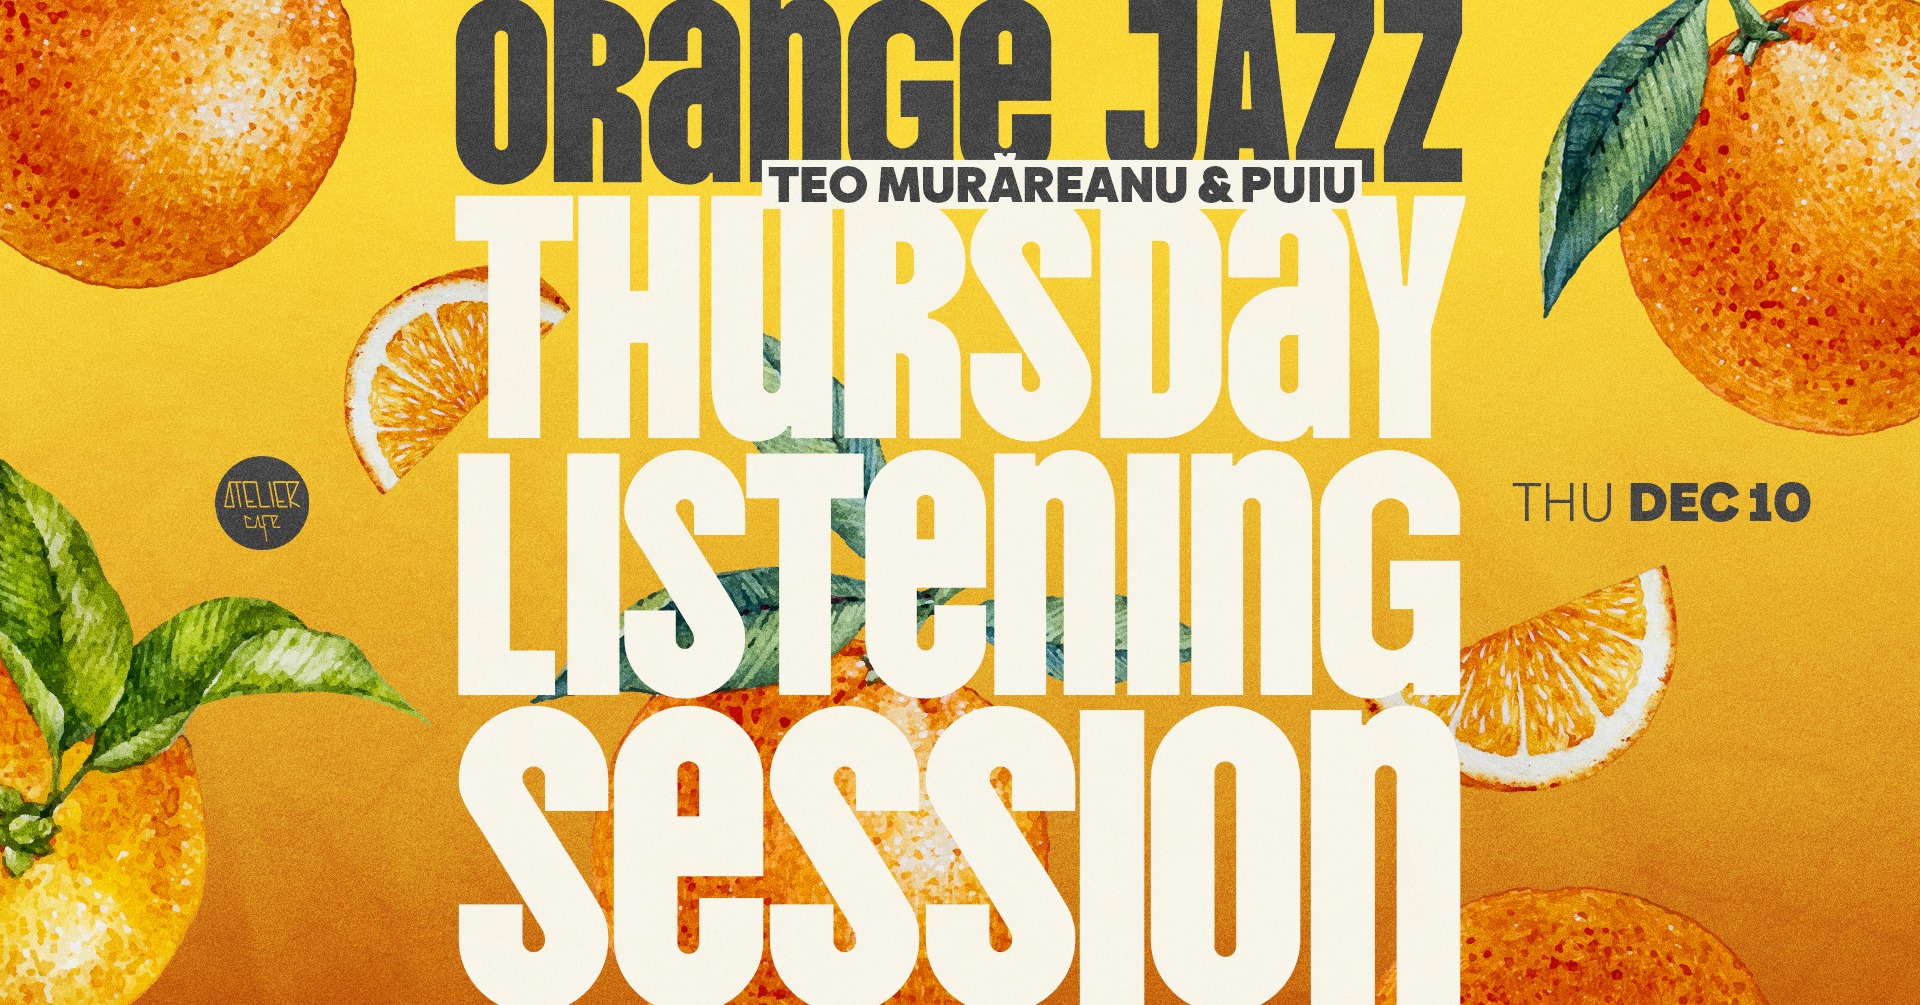 ORange JAZZ
TEO MURĂREANU & PUIU
THURSDaY
LISTenInG
SeSSIOn
ATELIER
cafe
THU DEC 10